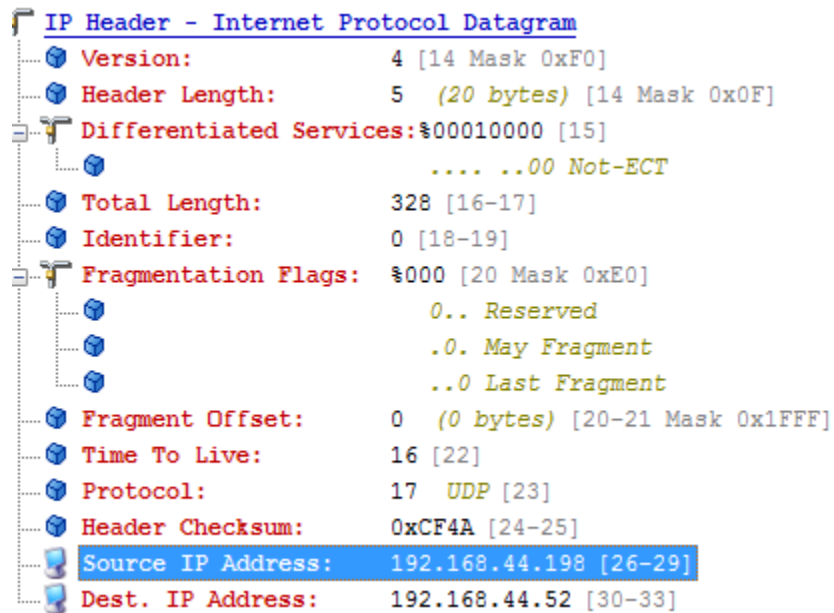 IP Header - Internet Protocol Datagram
Version: 4 [14 Mask 0xF0]
Header Length: 5 (20 bytes) [14 Mask 0x0F]
Differentiated Services:%00010000 [15]
.... ..00 Not-ECT
Total Length: 328 [16-17]
Identifier: 0 [18-19]
Fragmentation Flags: %000 [20 Mask 0xE0]
0.. Reserved
.0. May Fragment
..0 Last Fragment
Fragment Offset: 0 (0 bytes) [20-21 Mask 0x1FFF]
Time To Live: 16 [22]
Protocol: 17 UDP [23]
Header Checksum: 0xCF4A [24-25]
Source IP Address: 192.168.44.198 [26-29]
Dest. IP Address: 192.168.44.52 [30-33]